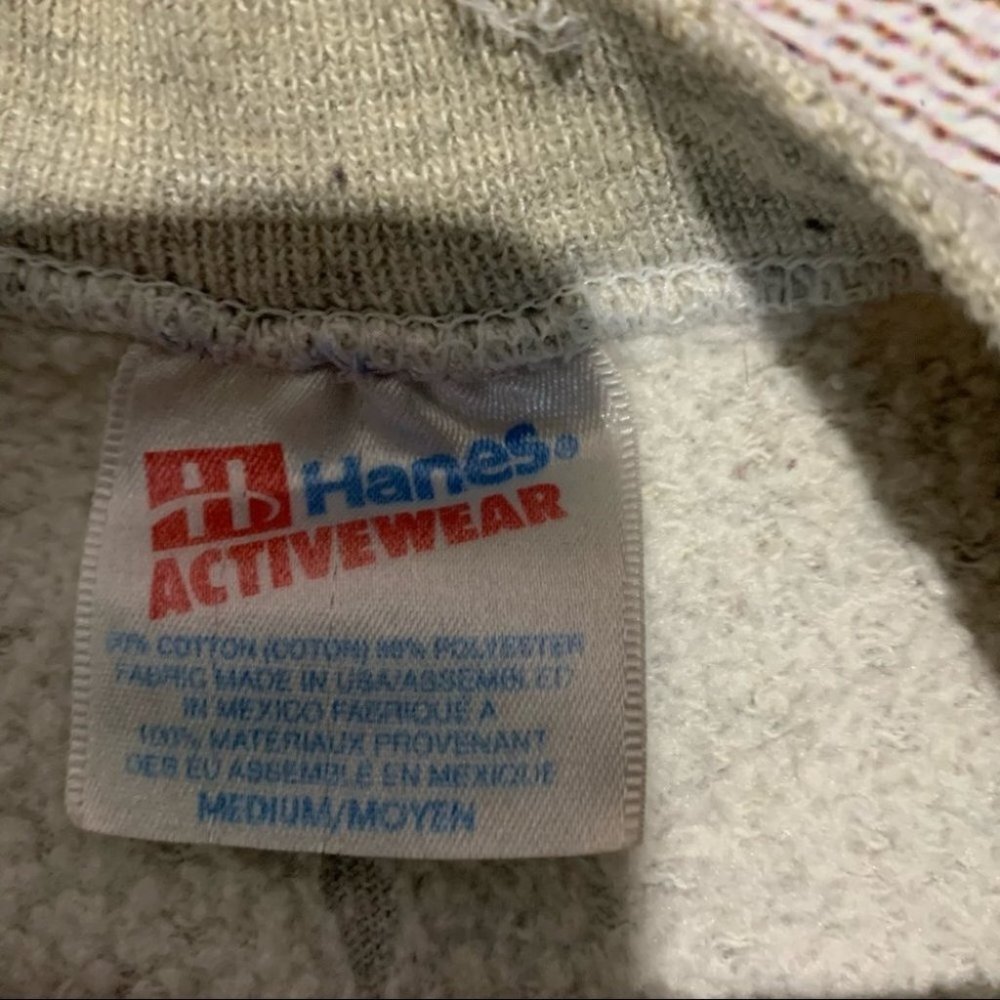 H Hanes®
ACTIVEWEAR
COTTON (COTON) POLYESTER
FABRIC MADE IN USA/ASSEMBLED
IN MEXICO FABRIQUE A
100% MATERIAUX PROVENANT
DES EU ASSEMBLE EN MEXIQUE
MEDIUM/MOYEN